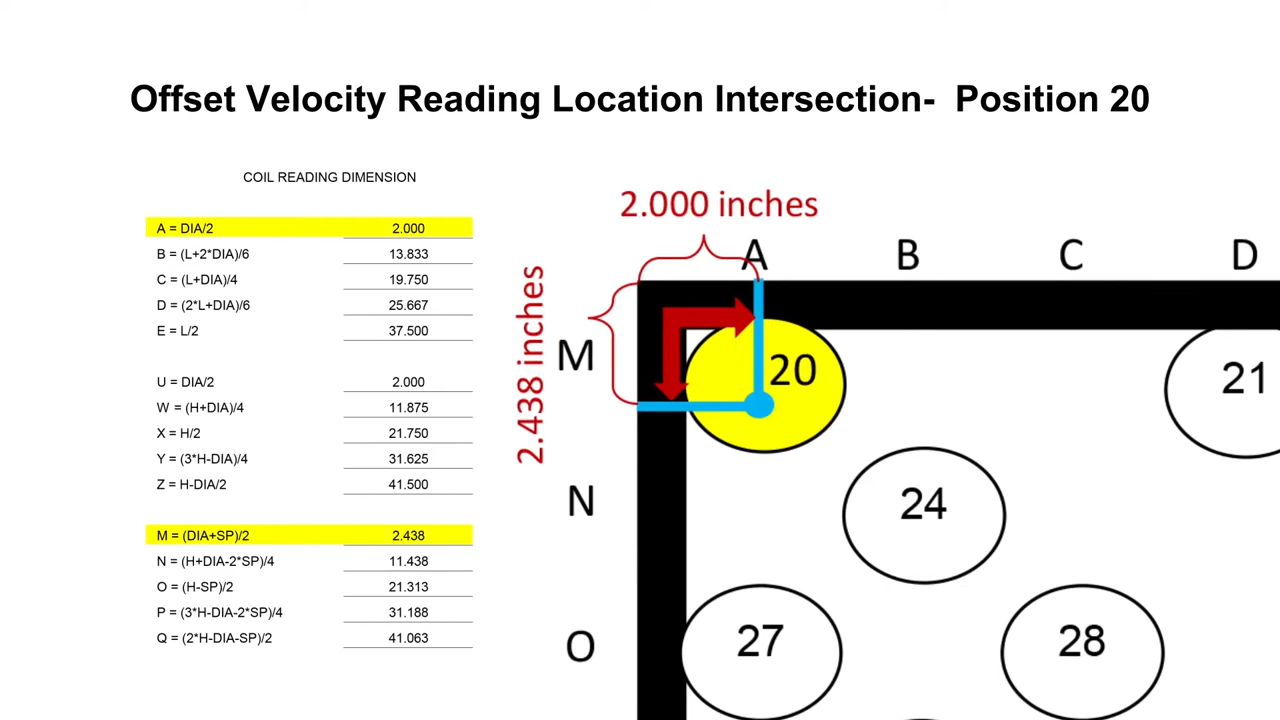 Offset Velocity Reading Location Intersection- Position 20
COIL READING DIMENSION
A = DIA/2 2.000
B = (L+2*DIA)/6 13.833
C = (L+DIA)/4 19.750
D = (2*L+DIA)/6 25.667
E = L/2 37.500
U = DIA/2 2.000
W = (H+DIA)/4 11.875
X = H/2 21.750
Y = (3*H-DIA)/4 31.625
Z = H-DIA/2 41.500
M = (DIA+SP)/2 2.438
N = (H+DIA-2*SP)/4 11.438
O = (H-SP)/2 21.313
P = (3*H-DIA-2*SP)/4 31.188
Q = (2*H-DIA-SP)/2 41.063
2.000 inches
A B C D
2.438 inches
M 20 21
N 24
O 27 28